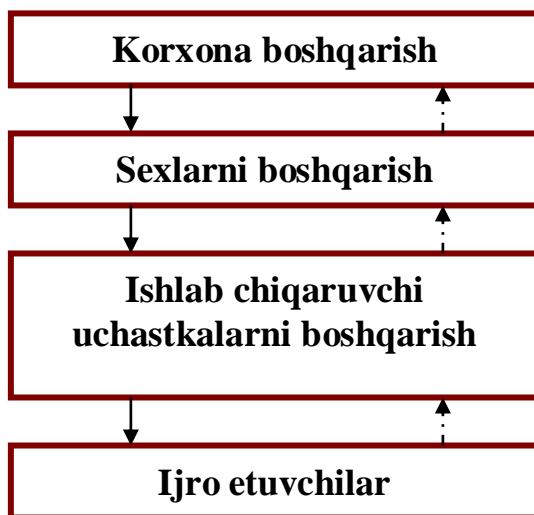 Korxona boshqarish
Sexlarni boshqarish
Ishlab chiqaruvchi
uchastkalarni boshqarish
Ijro etuvchilar